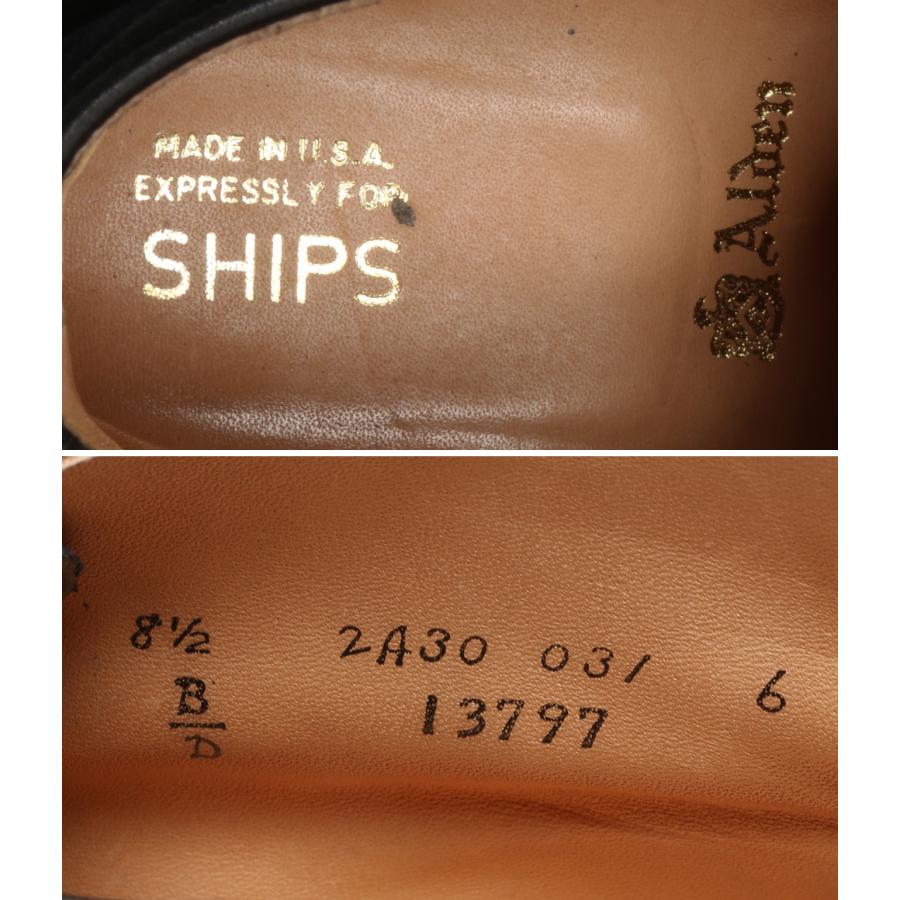 MADE IN U.S.A.
EXPRESSLY FOR
SHIPS
Alden
8½ 2A30 031 6
B 13797
D